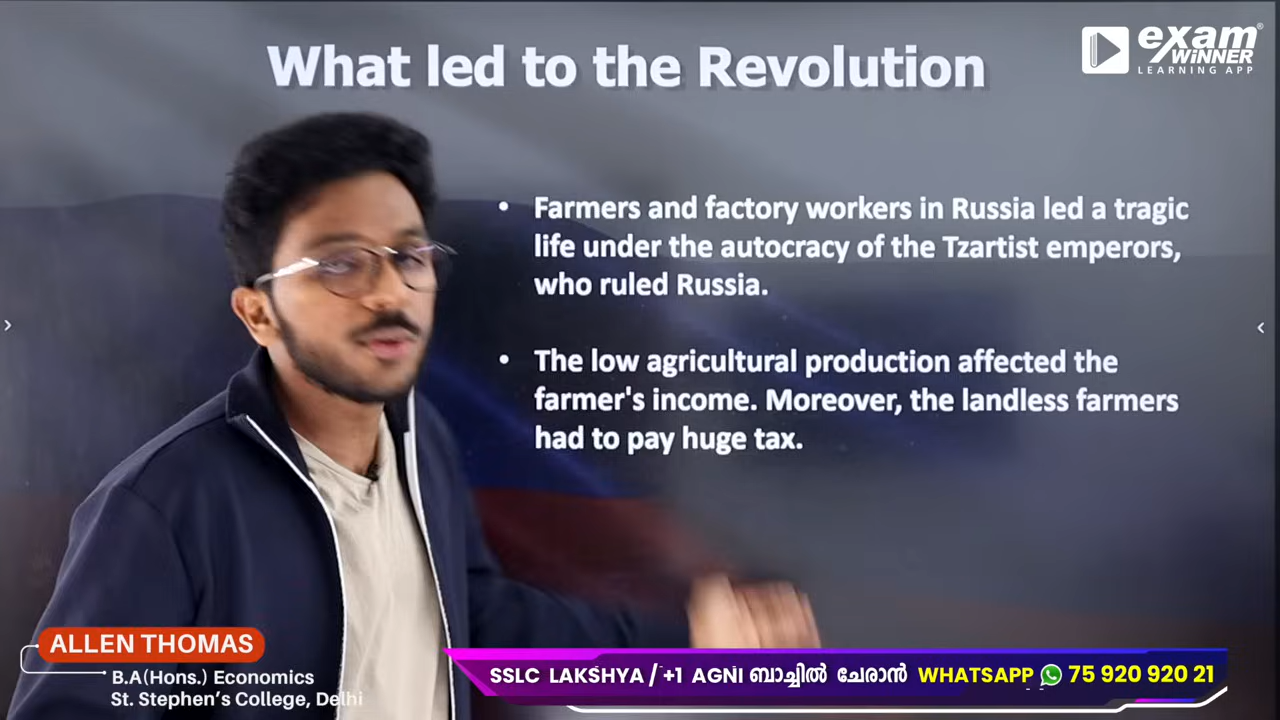 What led to the Revolution
exam
WINNER
LEARNING APP
• Farmers and factory workers in Russia led a tragic
life under the autocracy of the Tzartist emperors,
who ruled Russia.
• The low agricultural production affected the
farmer's income. Moreover, the landless farmers
had to pay huge tax.
ALLEN THOMAS
B.A(Hons.) Economics
St. Stephen's College, Delhi
SSLC LAKSHYA / +1 AGNI ബാച്ചിൽ ചേരാൻ WHATSAPP 75 920 920 21